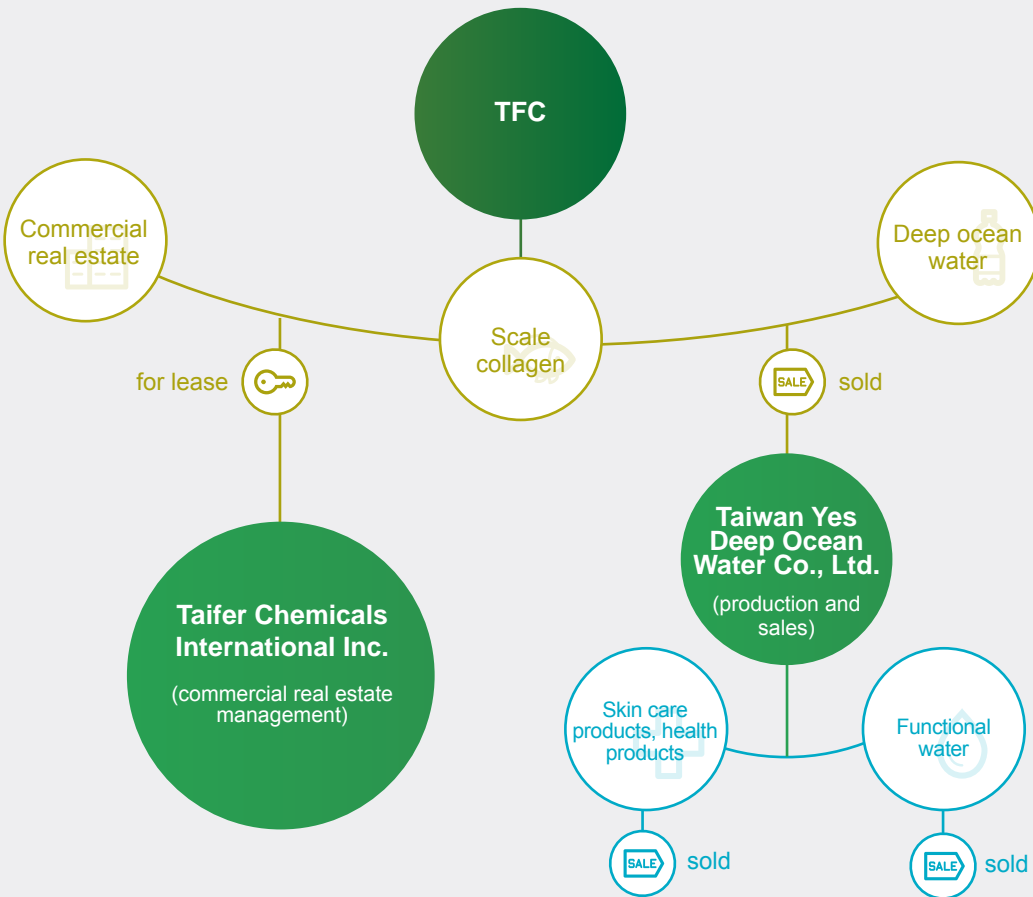 TFC
Commercial
real estate
Deep ocean
water
Scale
collagen
for lease
SALE
sold
Taiwan Yes
Deep Ocean
Water Co., Ltd.
(production and
sales)
Taifer Chemicals
International Inc.
(commercial real estate
management)
Skin care
products, health
products
Functional
water
SALE
sold
SALE
sold